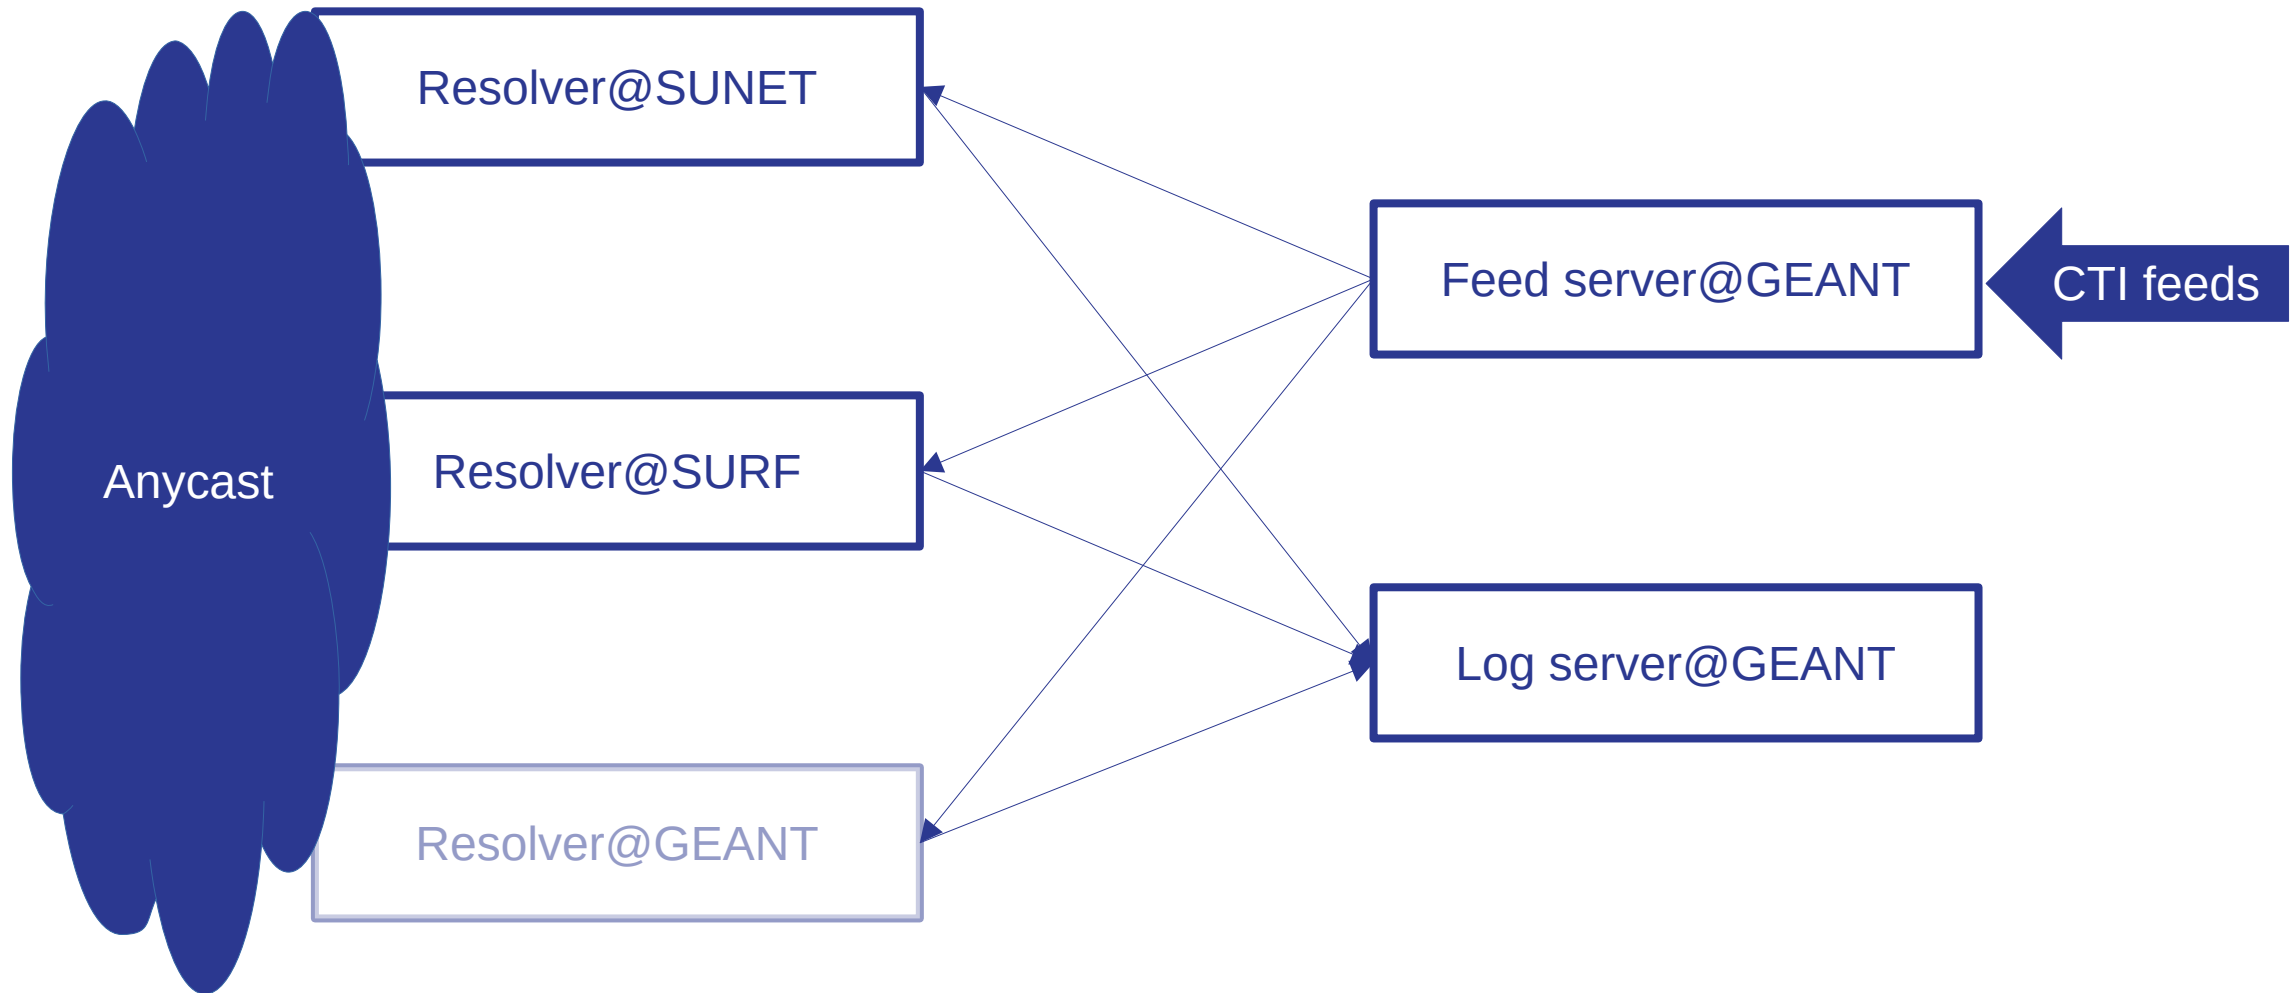 Resolver@SUNET
Feed server@GEANT
CTI feeds
Anycast
Resolver@SURF
Log server@GEANT
Resolver@GEANT